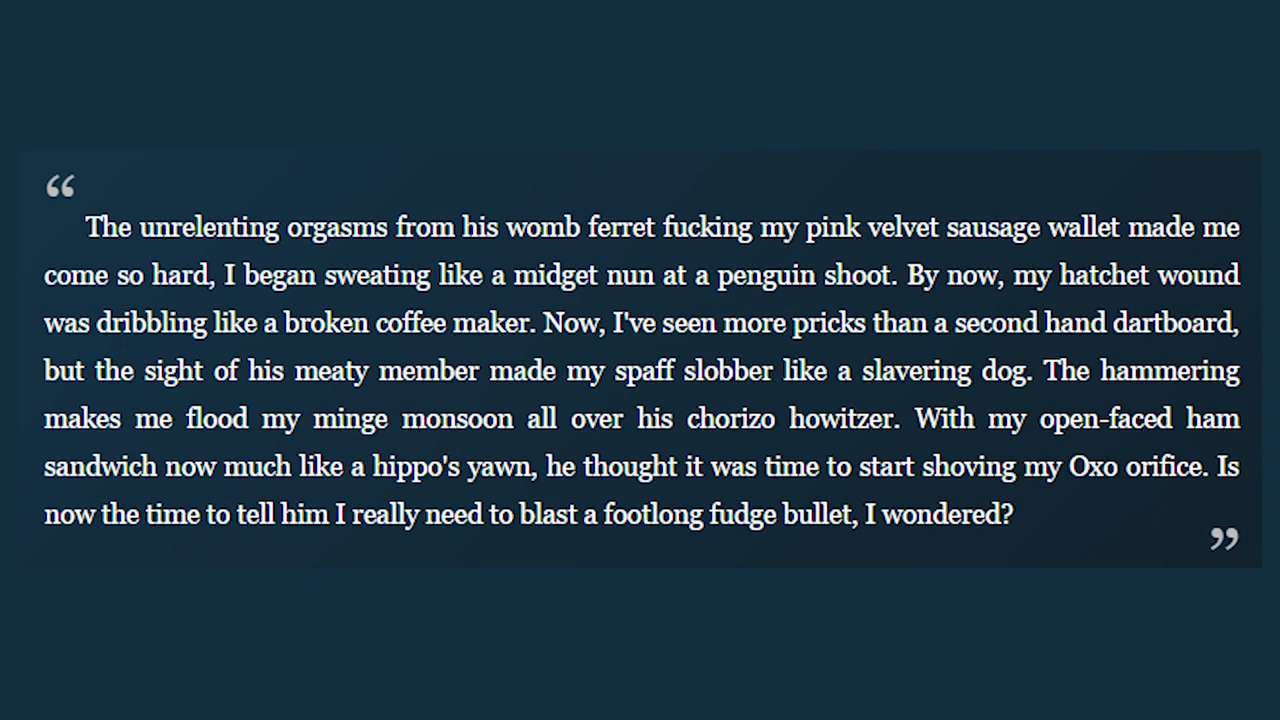 “
The unrelenting orgasms from his womb ferret fucking my pink velvet sausage wallet made me
come so hard, I began sweating like a midget nun at a penguin shoot. By now, my hatchet wound
was dribbling like a broken coffee maker. Now, I've seen more pricks than a second hand dartboard,
but the sight of his meaty member made my spaff slobber like a slavering dog. The hammering
makes me flood my minge monsoon all over his chorizo howitzer. With my open-faced ham
sandwich now much like a hippo's yawn, he thought it was time to start shoving my Oxo orifice. Is
now the time to tell him I really need to blast a footlong fudge bullet, I wondered?
”